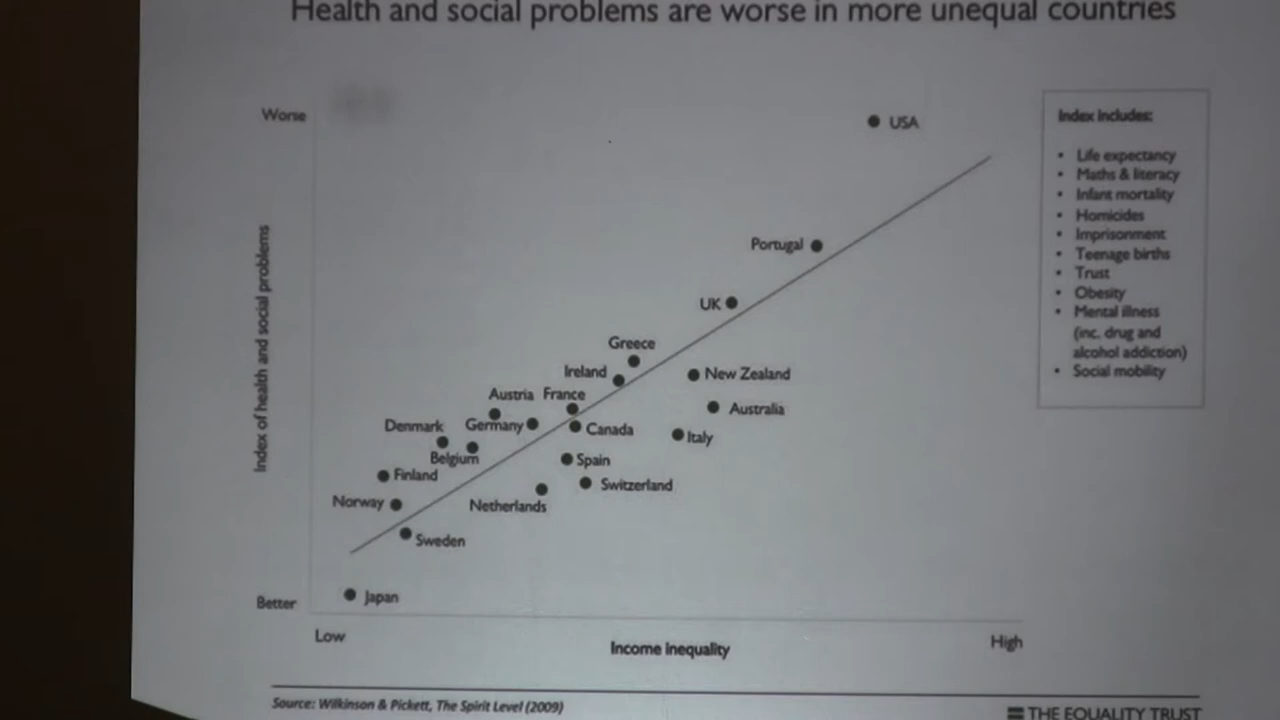 Health and social problems are worse in more unequal countries
Worse
USA
Index includes:
• Life expectancy
• Maths & literacy
• Infant mortality
• Homicides
• Imprisonment
• Teenage births
• Trust
• Obesity
• Mental illness
(inc. drug and
alcohol addiction)
• Social mobility
Index of health and social problems
Portugal
UK
Greece
Ireland
New Zealand
Austria
France
Australia
Denmark
Germany
Canada
Italy
Belgium
Spain
Finland
Switzerland
Norway
Netherlands
Sweden
Japan
Better
Low
Income inequality
High
Source: Wilkinson & Pickett, The Spirit Level (2009)
THE EQUALITY TRUST